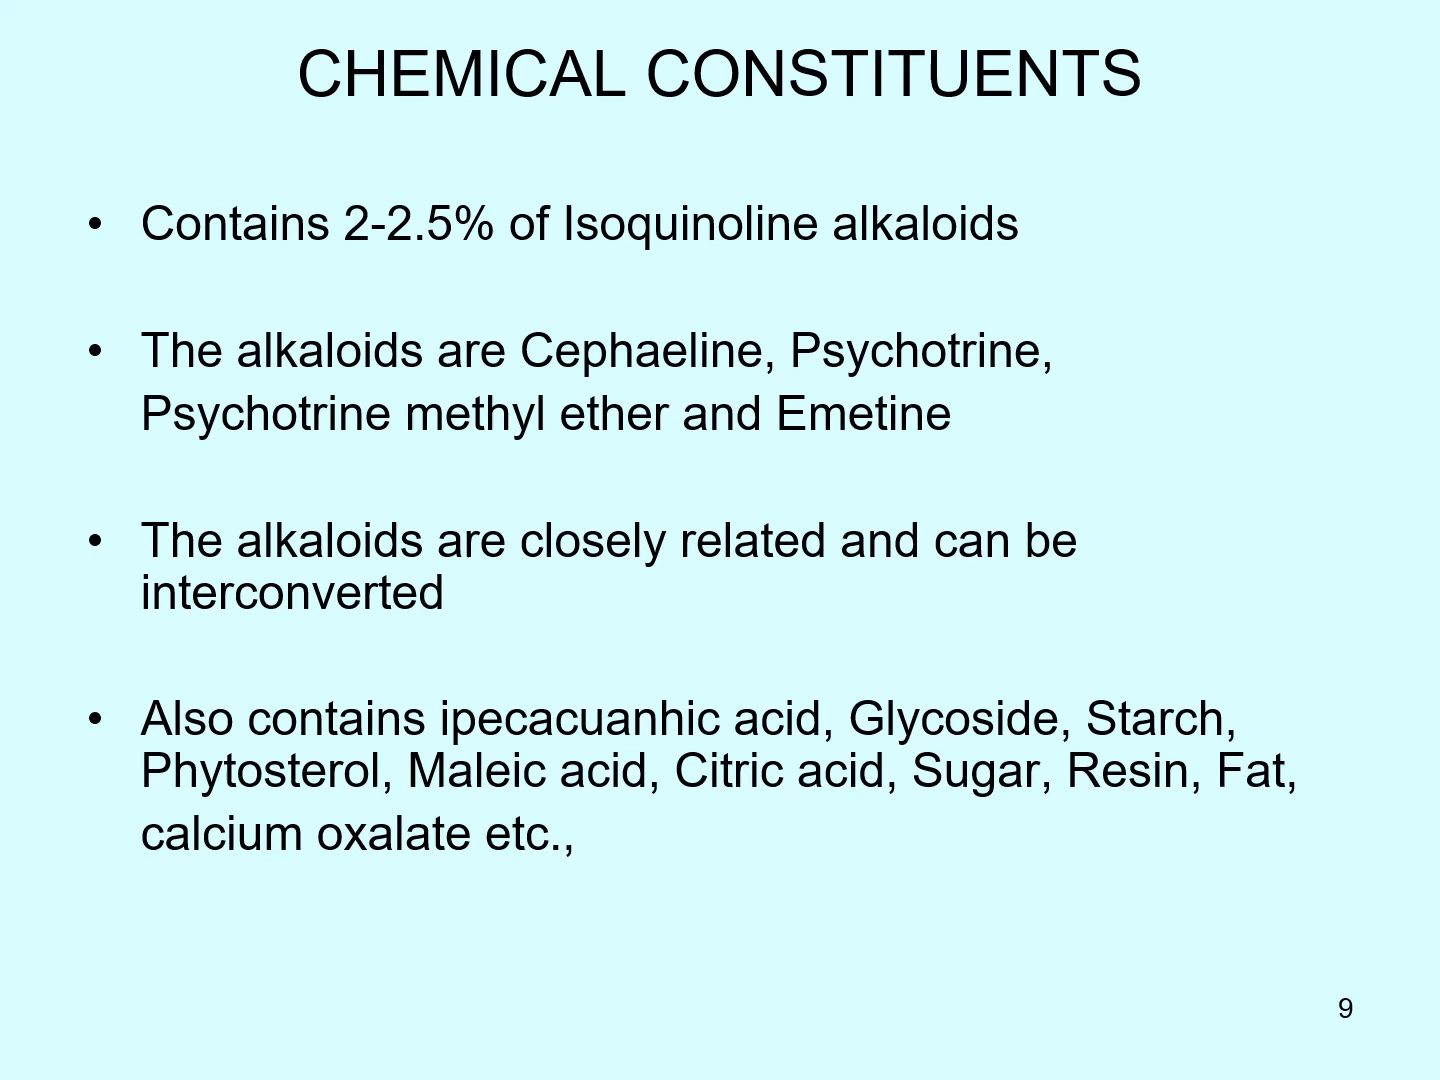 CHEMICAL CONSTITUENTS
• Contains 2-2.5% of Isoquinoline alkaloids
• The alkaloids are Cephaeline, Psychotrine,
Psychotrine methyl ether and Emetine
• The alkaloids are closely related and can be
interconverted
• Also contains ipecacuanhic acid, Glycoside, Starch,
Phytosterol, Maleic acid, Citric acid, Sugar, Resin, Fat,
calcium oxalate etc.,
9